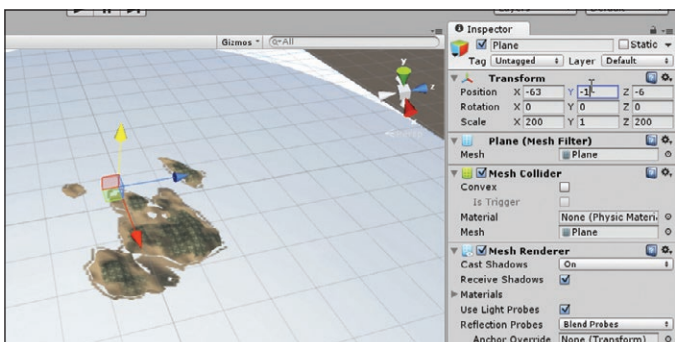 Gizmos
All
y
z
Inspector
Plane
Static
Tag Untagged Layer Default
Transform
Position X -63 Y -1 Z -6
Rotation X 0 Y 0 Z 0
Scale X 200 Y 1 Z 200
Plane (Mesh Filter)
Mesh Plane
Mesh Collider
Convex
Is Trigger
Material None (Physic Materi
Mesh Plane
Mesh Renderer
Cast Shadows On
Receive Shadows
Materials
Use Light Probes
Reflection Probes Blend Probes
Anchor Override None (Transform)